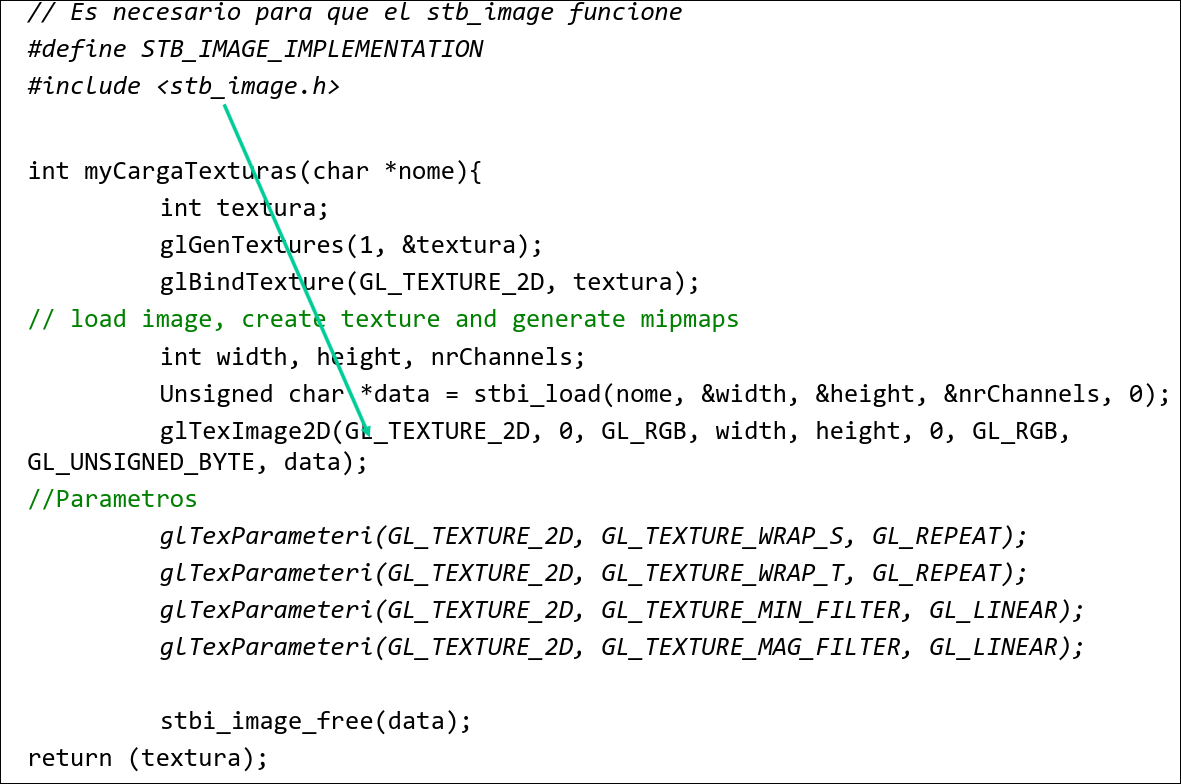 // Es necesario para que el stb_image funcione
#define STB_IMAGE_IMPLEMENTATION
#include <stb_image.h>
int myCargaTexturas(char *nome){
int textura;
glGenTextures(1, &textura);
glBindTexture(GL_TEXTURE_2D, textura);
// load image, create texture and generate mipmaps
int width, height, nrChannels;
Unsigned char *data = stbi_load(nome, &width, &height, &nrChannels, 0);
glTexImage2D(GL_TEXTURE_2D, 0, GL_RGB, width, height, 0, GL_RGB,
GL_UNSIGNED_BYTE, data);
//Parametros
glTexParameteri(GL_TEXTURE_2D, GL_TEXTURE_WRAP_S, GL_REPEAT);
glTexParameteri(GL_TEXTURE_2D, GL_TEXTURE_WRAP_T, GL_REPEAT);
glTexParameteri(GL_TEXTURE_2D, GL_TEXTURE_MIN_FILTER, GL_LINEAR);
glTexParameteri(GL_TEXTURE_2D, GL_TEXTURE_MAG_FILTER, GL_LINEAR);
stbi_image_free(data);
return (textura);